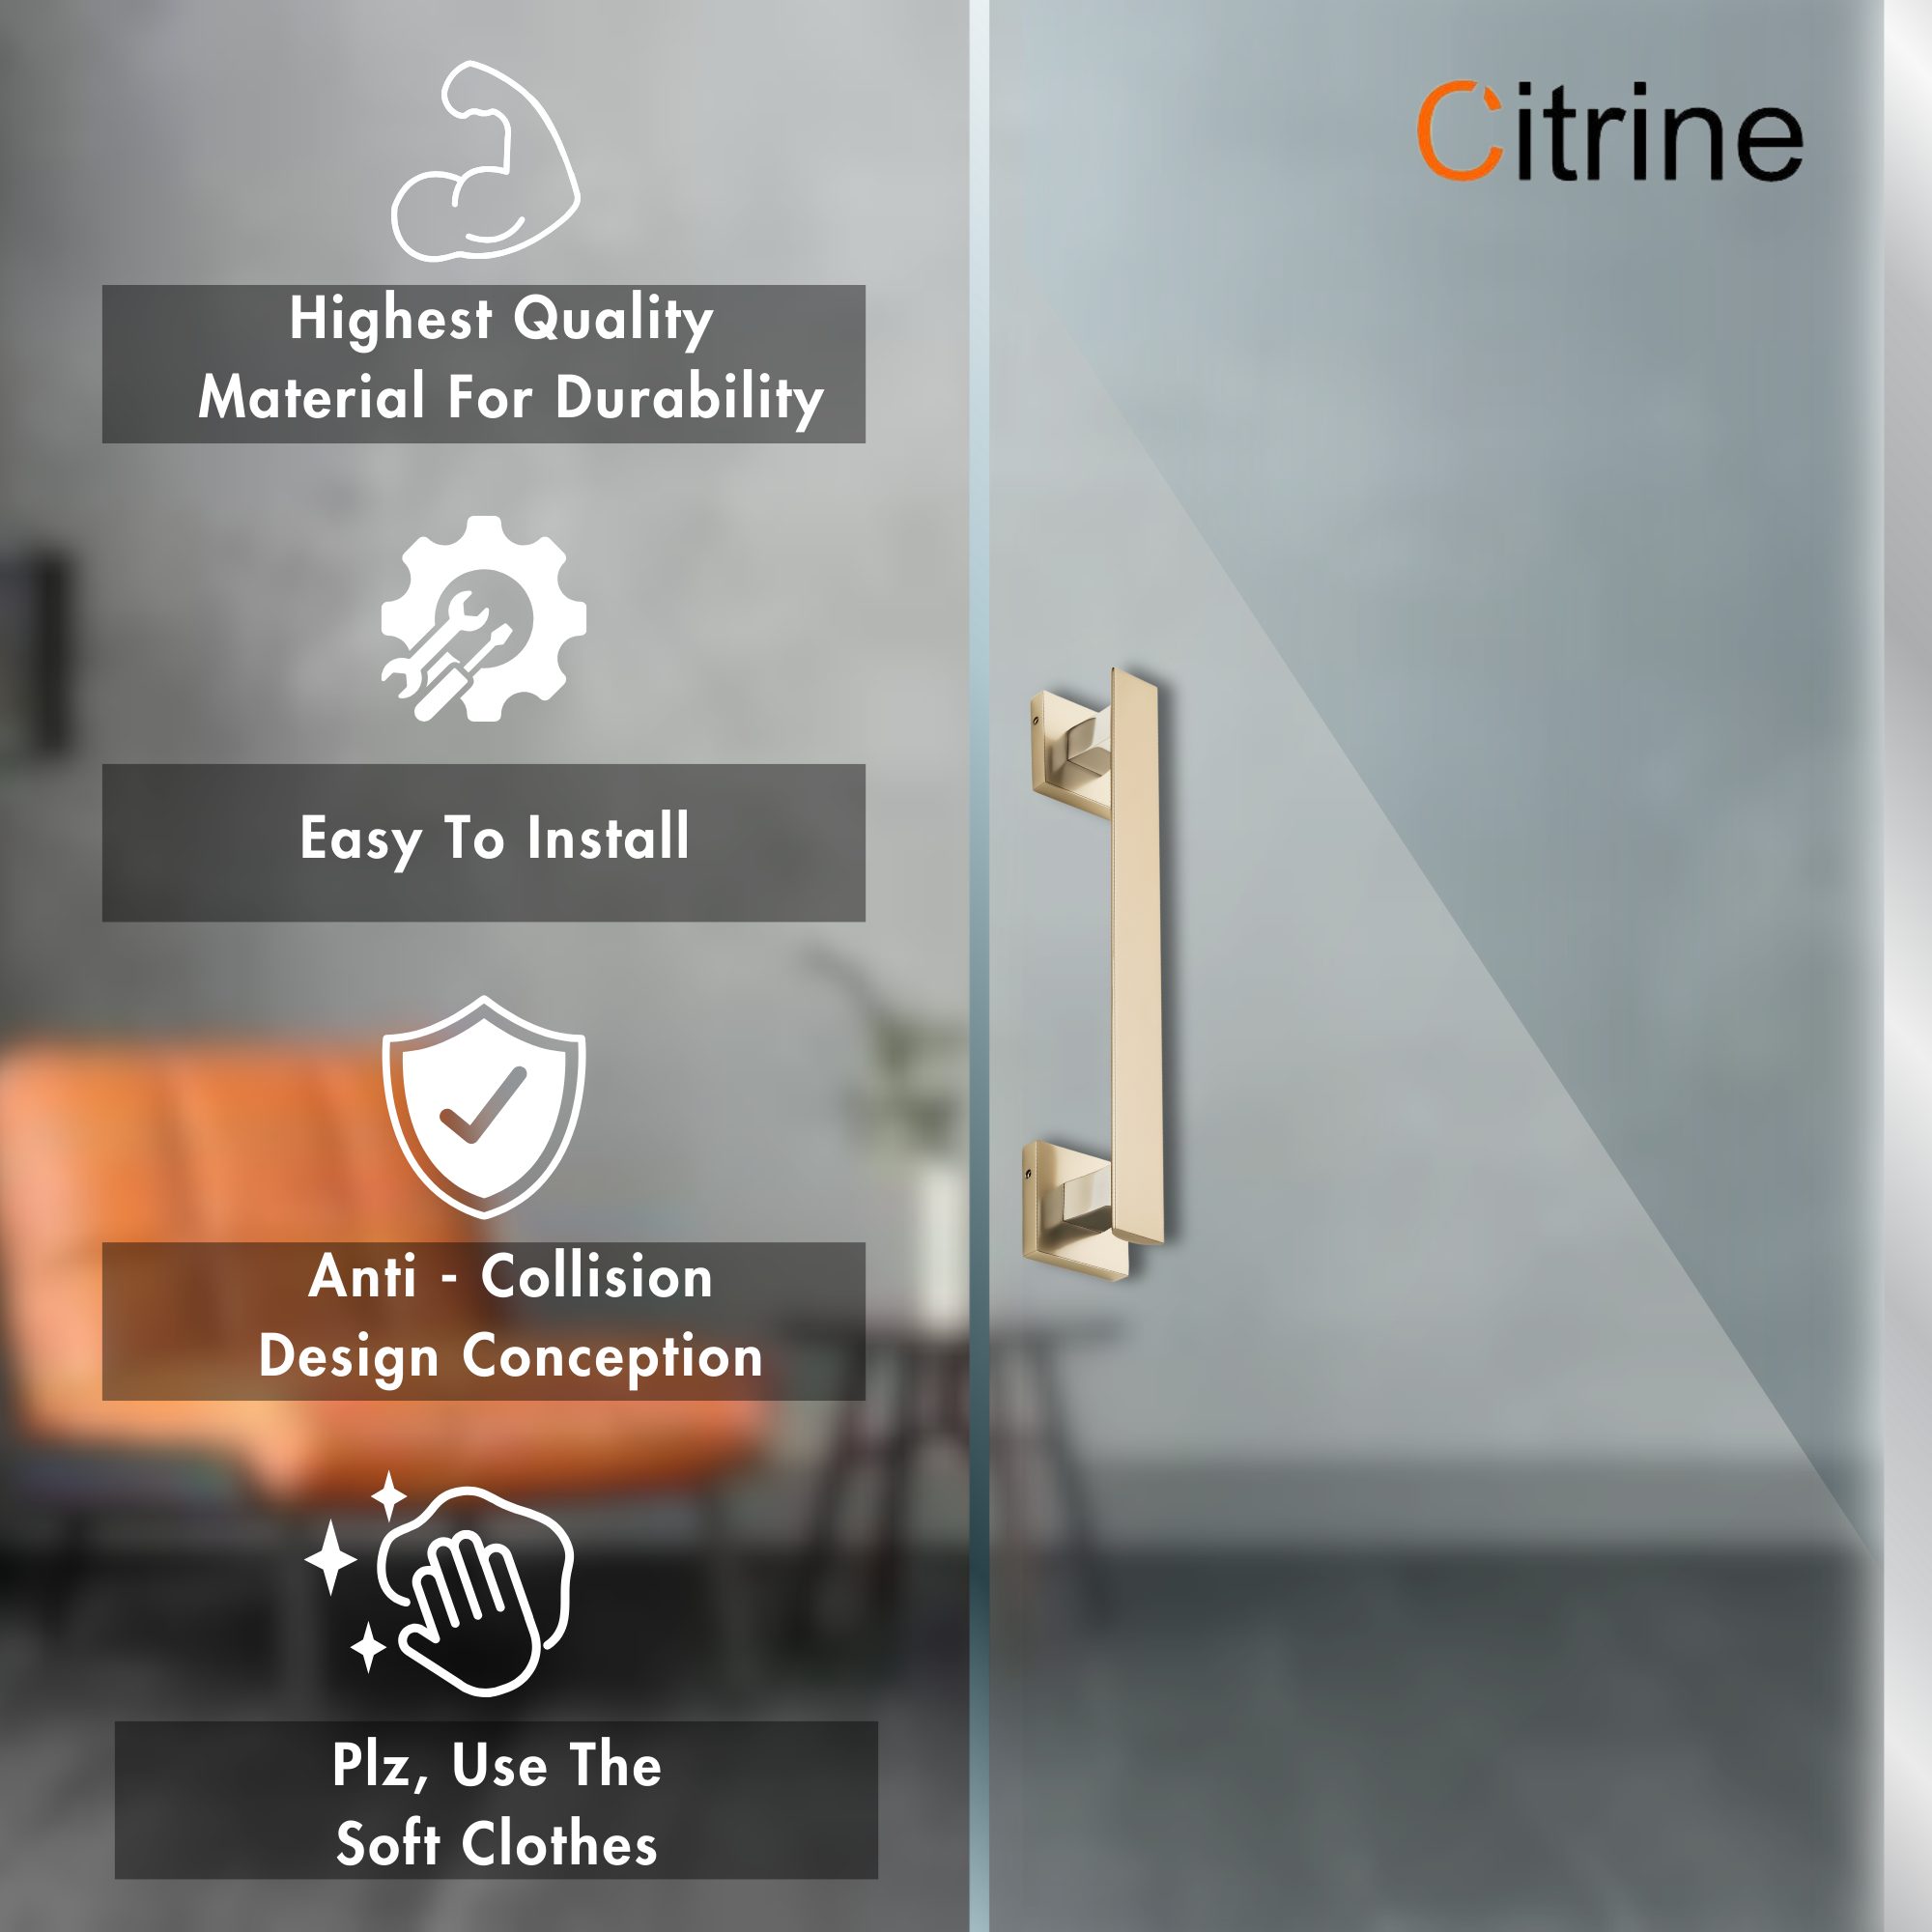 Citrine
Highest Quality
Material For Durability
Easy To Install
Anti - Collision
Design Conception
Plz, Use The
Soft Clothes